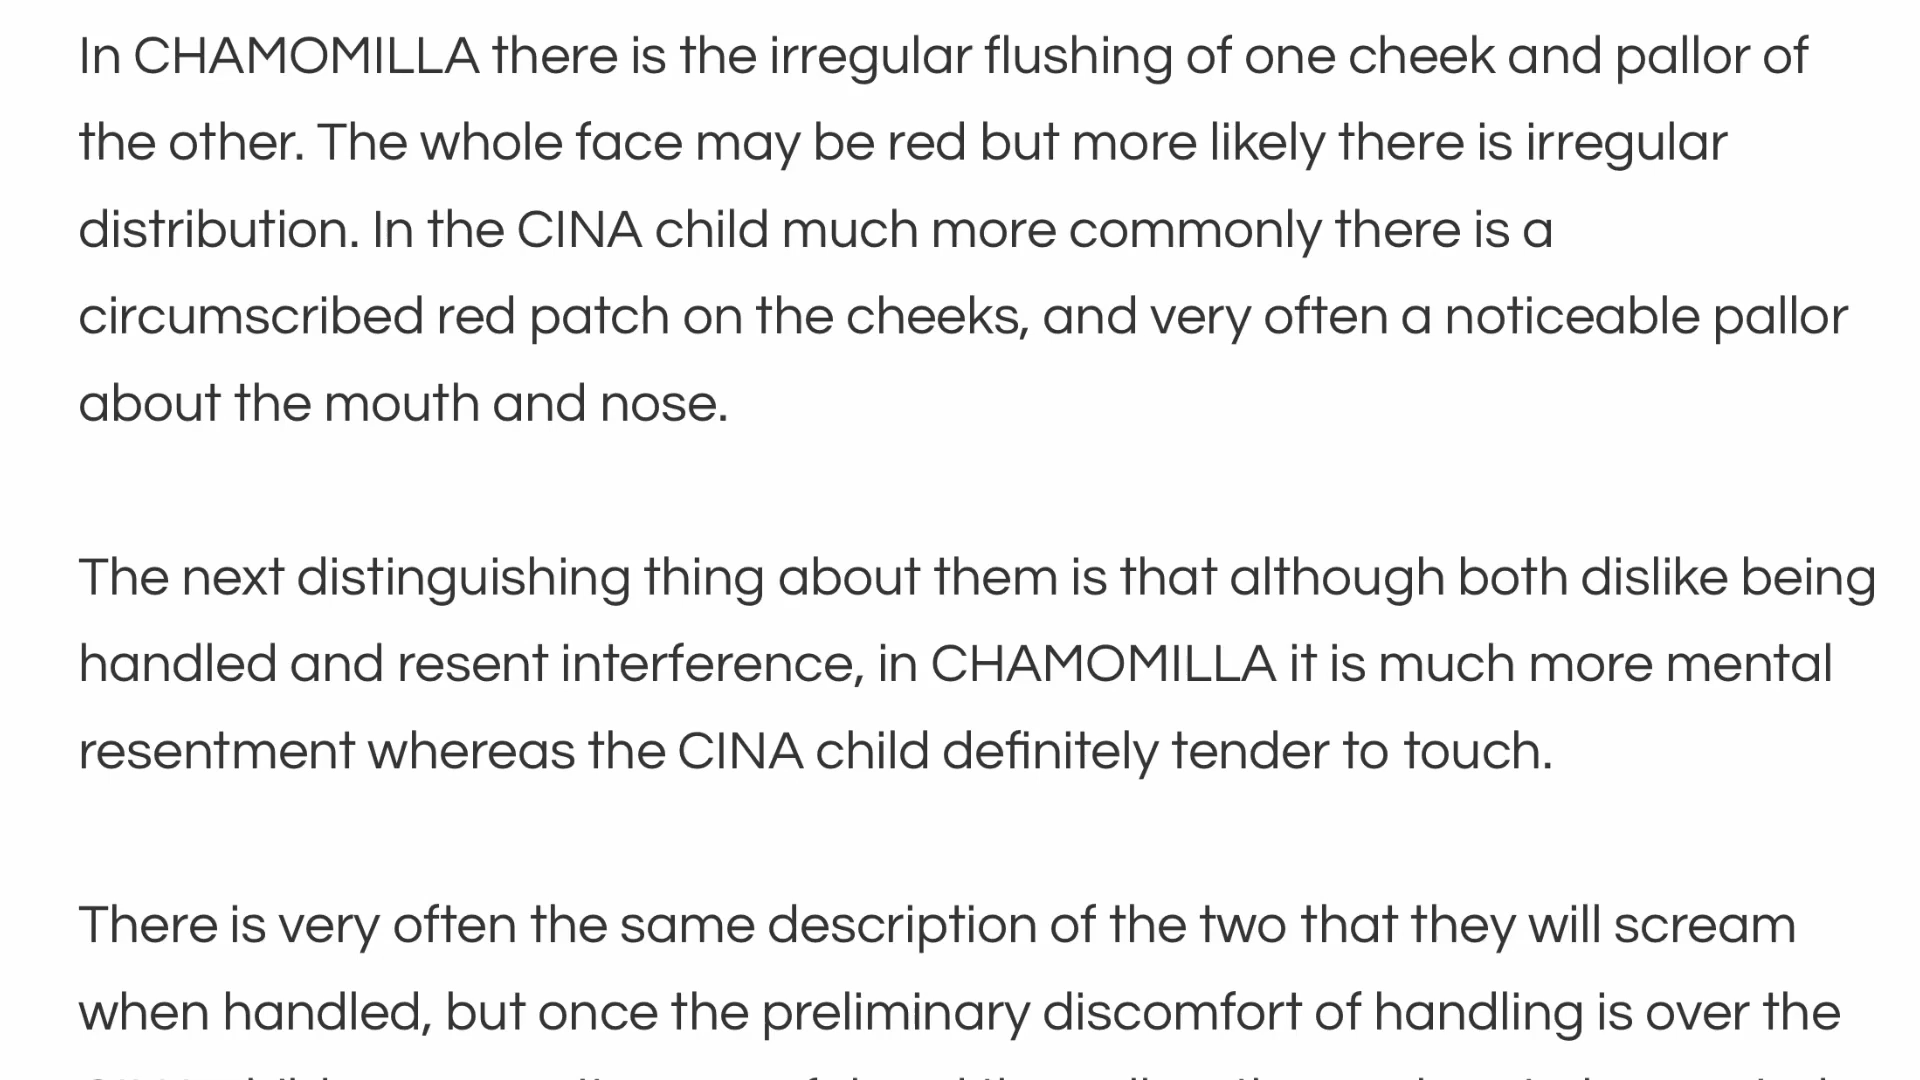 In CHAMOMILLA there is the irregular flushing of one cheek and pallor of
the other. The whole face may be red but more likely there is irregular
distribution. In the CINA child much more commonly there is a
circumscribed red patch on the cheeks, and very often a noticeable pallor
about the mouth and nose.
The next distinguishing thing about them is that although both dislike being
handled and resent interference, in CHAMOMILLA it is much more mental
resentment whereas the CINA child definitely tender to touch.
There is very often the same description of the two that they will scream
when handled, but once the preliminary discomfort of handling is over the